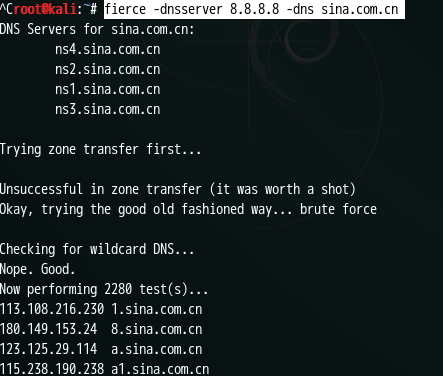 ^Croot@kali:~# fierce -dnsserver 8.8.8.8 -dns sina.com.cn
DNS Servers for sina.com.cn:
ns4.sina.com.cn
ns2.sina.com.cn
ns1.sina.com.cn
ns3.sina.com.cn
Trying zone transfer first...
Unsuccessful in zone transfer (it was worth a shot)
Okay, trying the good old fashioned way... brute force
Checking for wildcard DNS...
Nope. Good.
Now performing 2280 test(s)...
113.108.216.230 1.sina.com.cn
180.149.153.24  8.sina.com.cn
123.125.29.114  a.sina.com.cn
115.238.190.238 a1.sina.com.cn